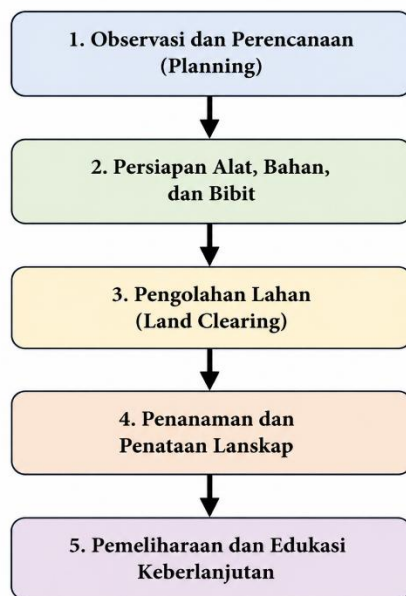 1. Observasi dan Perencanaan
(Planning)
2. Persiapan Alat, Bahan,
dan Bibit
3. Pengolahan Lahan
(Land Clearing)
4. Penanaman dan
Penataan Lanskap
5. Pemeliharaan dan Edukasi
Keberlanjutan